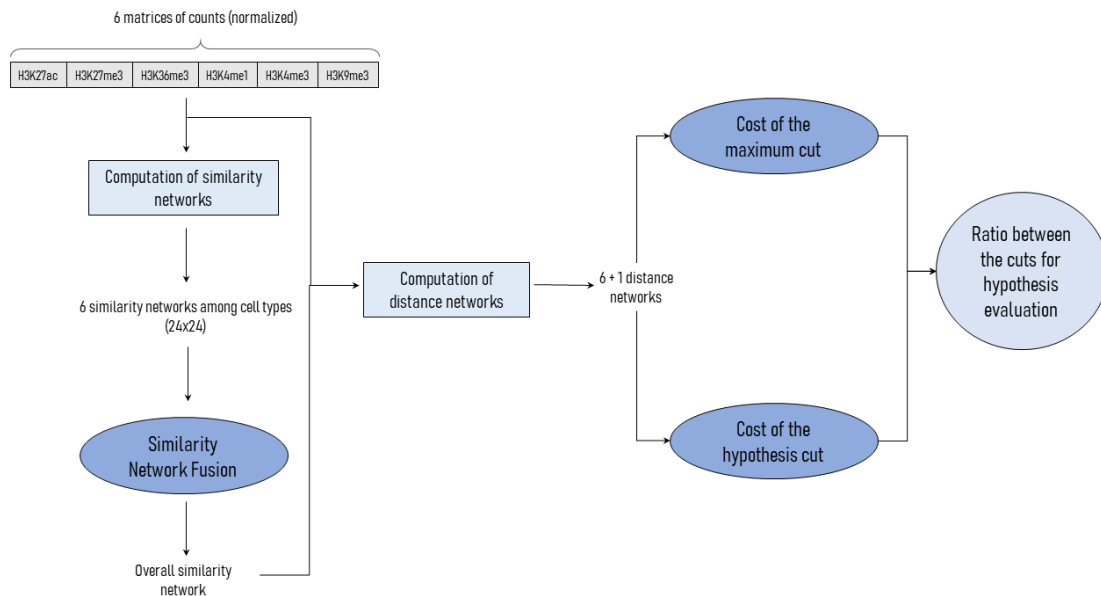 6 matrices of counts (normalized)
H3K27ac H3K27me3 H3K36me3 H3K4me1 H3K4me3 H3K9me3
Computation of similarity
networks
6 similarity networks among cell types
(24x24)
Similarity
Network Fusion
Overall similarity
network
Computation of
distance networks
6 + 1 distance
networks
Cost of the
maximum cut
Cost of the
hypothesis cut
Ratio between
the cuts for
hypothesis
evaluation